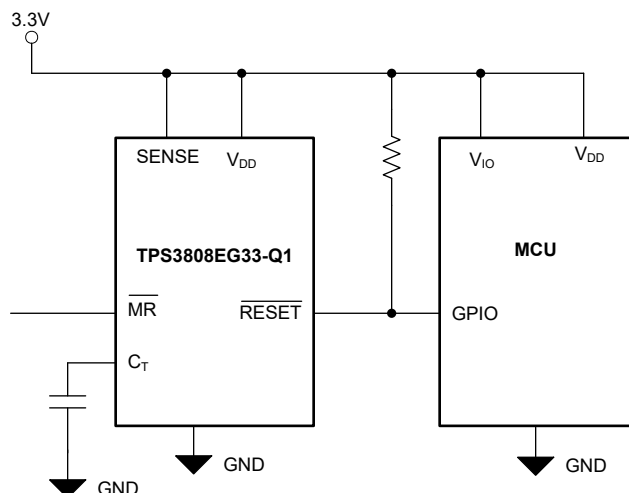 3.3V
SENSE
VDD
VIO
VDD
TPS3808EG33-Q1
MCU
MR
RESET
GPIO
CT
GND
GND
GND